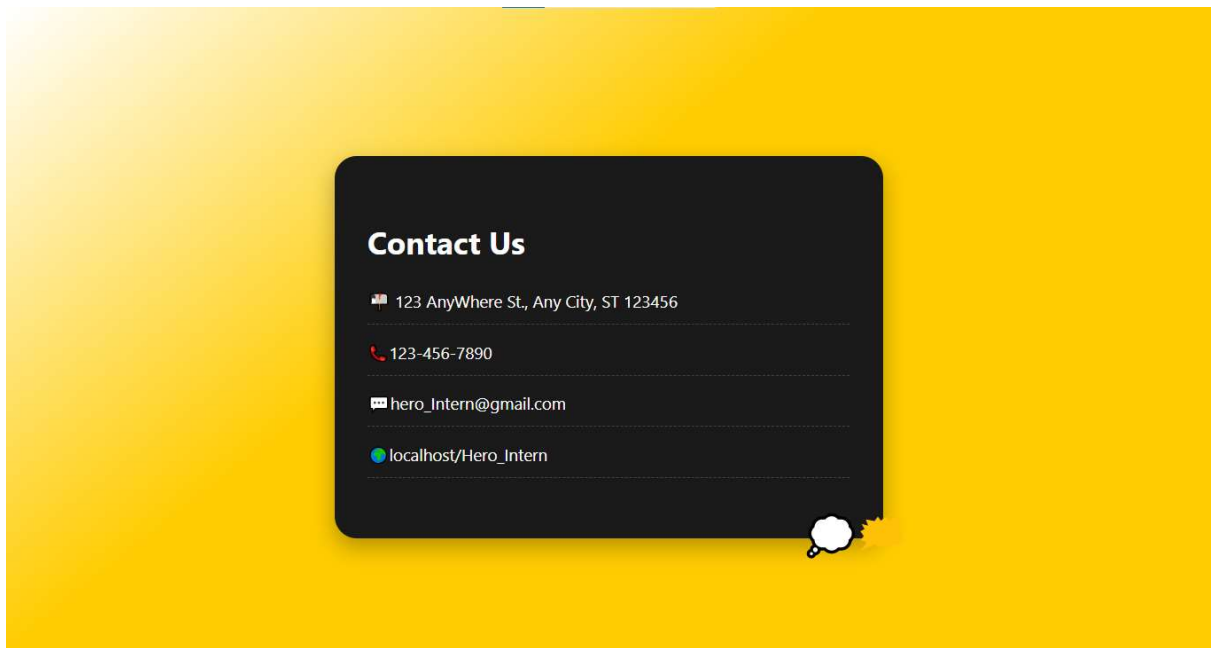 Contact Us
123 AnyWhere St., Any City, ST 123456
123-456-7890
hero_Intern@gmail.com
localhost/Hero_Intern